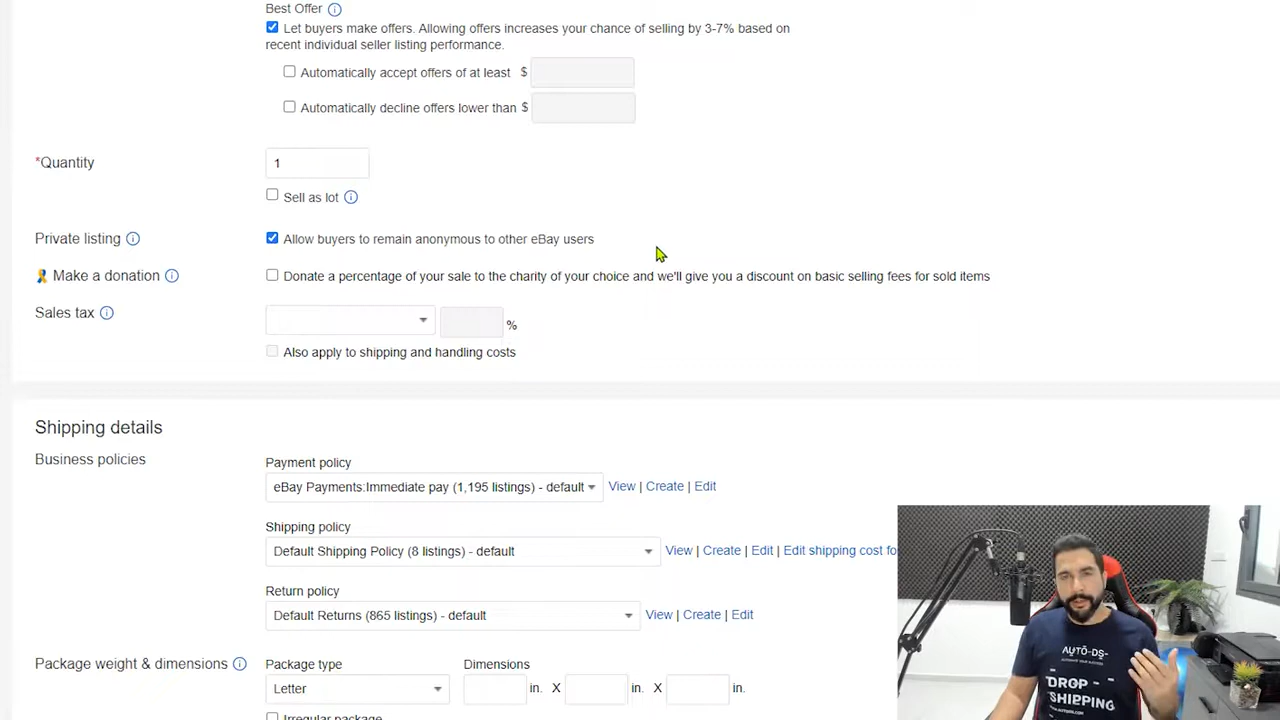 Best Offer
Let buyers make offers. Allowing offers increases your chance of selling by 3-7% based on
recent individual seller listing performance.
Automatically accept offers of at least $
Automatically decline offers lower than $
*Quantity 1
Sell as lot
Private listing Allow buyers to remain anonymous to other eBay users
Make a donation Donate a percentage of your sale to the charity of your choice and we'll give you a discount on basic selling fees for sold items
Sales tax %
Also apply to shipping and handling costs
Shipping details
Business policies
Payment policy
eBay Payments:Immediate pay (1,195 listings) - default View | Create | Edit
Shipping policy
Default Shipping Policy (8 listings) - default View | Create | Edit | Edit shipping cost fo
Return policy
Default Returns (865 listings) - default View | Create | Edit
Package weight & dimensions Package type Dimensions
Letter in. X in. X in.
Irregular package
AUTO-DS-
DROP
SHIPPING